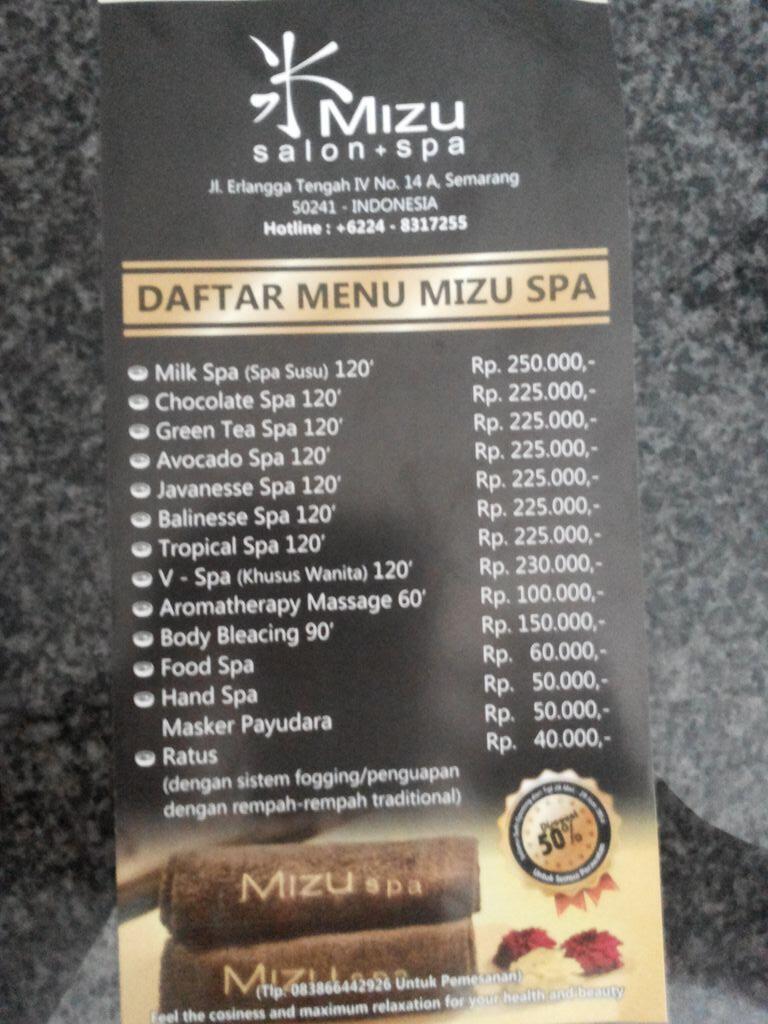 米 Mizu
salon + spa
Jl. Erlangga Tengah IV No. 14 A, Semarang
50241 - INDONESIA
Hotline : +6224 - 8317255
DAFTAR MENU MIZU SPA
Milk Spa (Spa Susu) 120' Rp. 250.000,-
Chocolate Spa 120' Rp. 225.000,-
Green Tea Spa 120' Rp. 225.000,-
Avocado Spa 120' Rp. 225.000,-
Javanesse Spa 120' Rp. 225.000,-
Balinesse Spa 120' Rp. 225.000,-
Tropical Spa 120' Rp. 225.000,-
V - Spa (Khusus Wanita) 120' Rp. 230.000,-
Aromatherapy Massage 60' Rp. 100.000,-
Body Bleacing 90' Rp. 150.000,-
Food Spa Rp. 60.000,-
Hand Spa Rp. 50.000,-
Masker Payudara Rp. 50.000,-
Ratus Rp. 40.000,-
(dengan sistem fogging/penguapan
dengan rempah-rempah traditional)
50%
Untuk Semua Perawatan
Mizu spa
Mizu spa
(Tlp. 083866442926 Untuk Pemesanan)
Feel the cosiness and maximum relaxation for your health and beauty